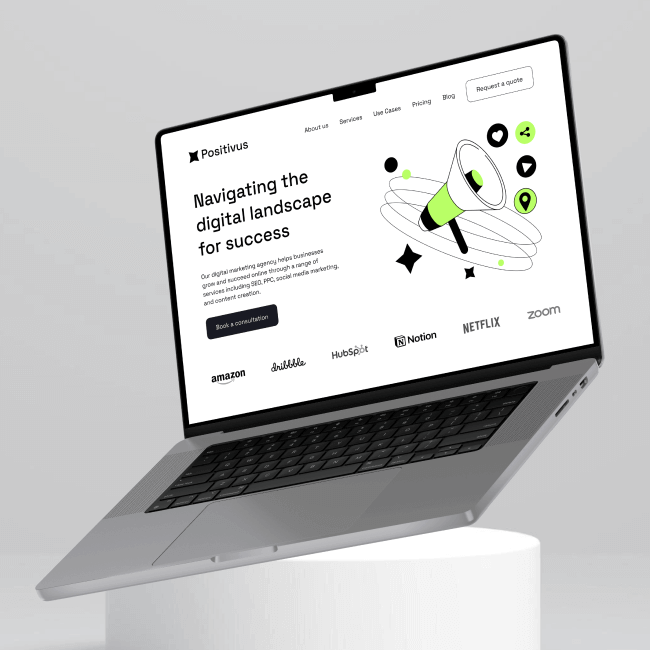 Positivus
About us
Services
Use Cases
Pricing
Blog
Request a quote
Navigating the
digital landscape
for success
Our digital marketing agency helps businesses
grow and succeed online through a range of
services including SEO, PPC, social media marketing,
and content creation.
Book a consultation
amazon
dribbble
HubSpot
Notion
NETFLIX
zoom